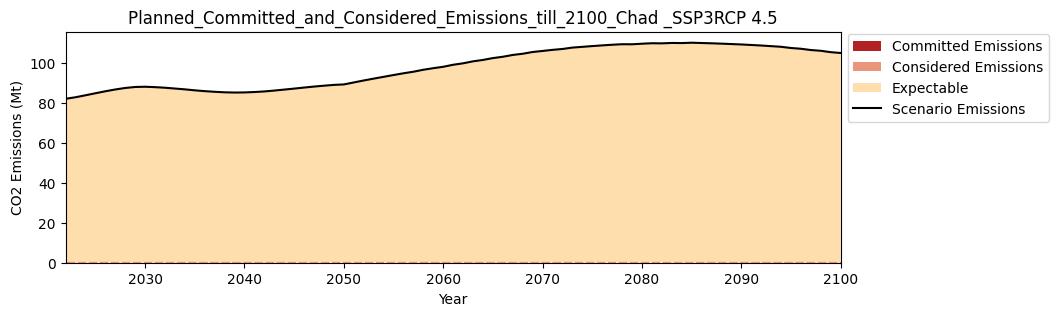 Planned_Committed_and_Considered_Emissions_till_2100_Chad _SSP3RCP 4.5
Committed Emissions
Considered Emissions
Expectable
Scenario Emissions
CO2 Emissions (Mt)
100
80
60
40
20
0
2030 2040 2050 2060 2070 2080 2090 2100
Year